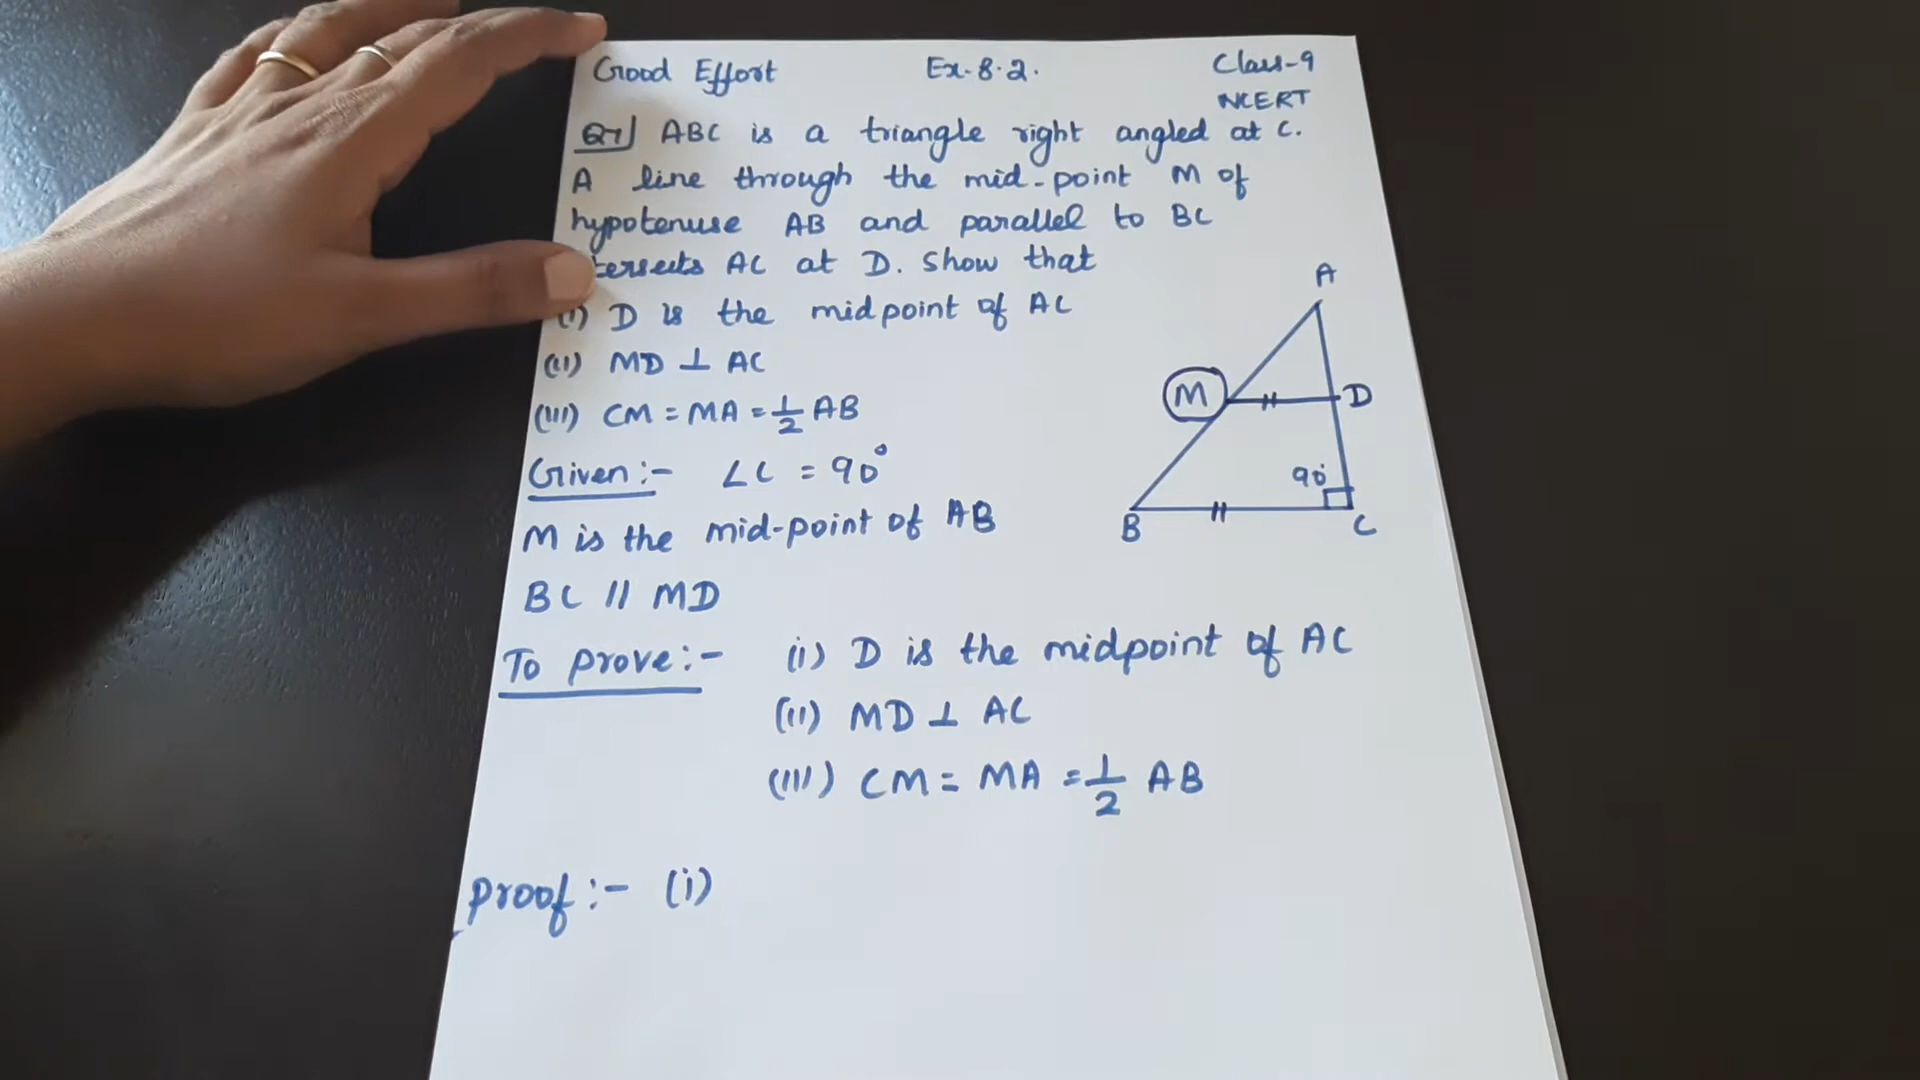 Good Effort Ex-8.2. Class-9
NCERT
Q7] ABC is a triangle right angled at C.
A line through the mid-point M of
hypotenuse AB and parallel to BC
tersects AC at D. Show that
(i) D is the midpoint of AC
(ii) MD ⊥ AC
(iii) CM = MA = 1/2 AB
Given:- ∠C = 90°
M is the mid-point of AB
BC // MD
To prove:- (i) D is the midpoint of AC
(ii) MD ⊥ AC
(iii) CM = MA = 1/2 AB
Proof:- (i)
A
M
D
90°
B
C